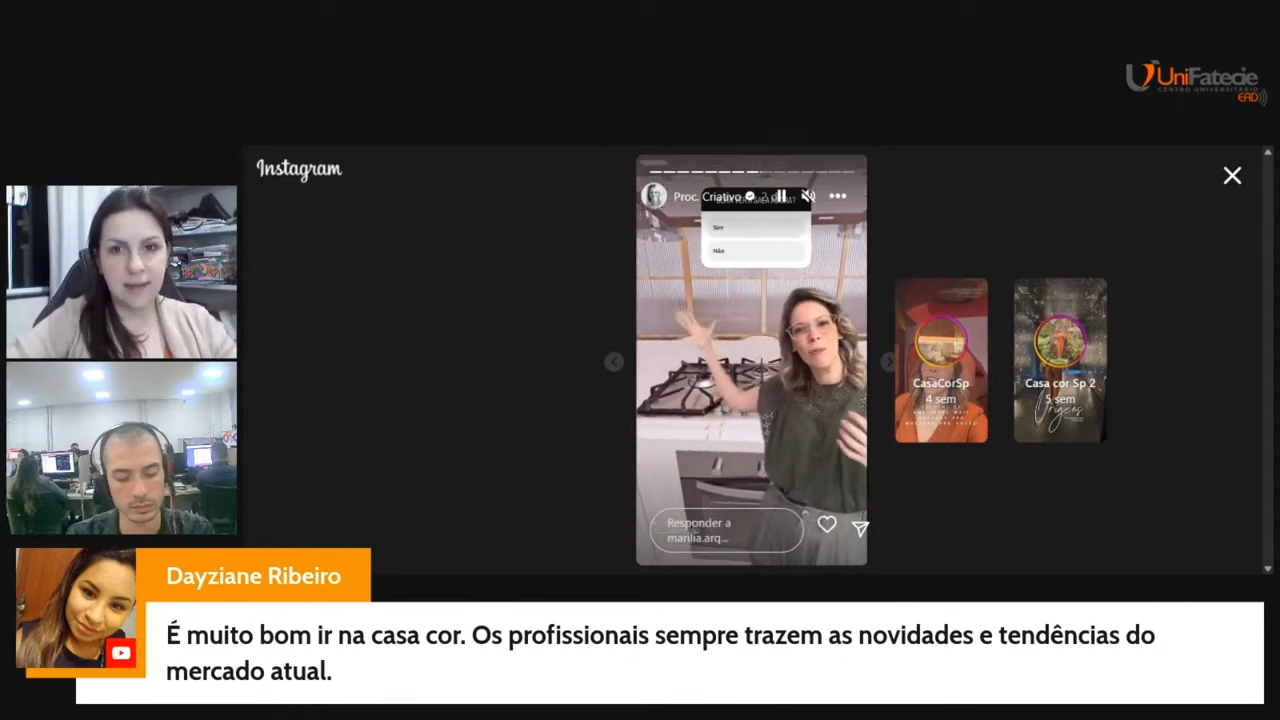 UniFatecie
CENTRO UNIVERSITÁRIO
EAD
Instagram
Proc. Criativo
Sim
Não
Responder a
marilia.arq...
CasaCorSp
4 sem
Casa cor Sp 2
5 sem
Origens
Dayziane Ribeiro
É muito bom ir na casa cor. Os profissionais sempre trazem as novidades e tendências do
mercado atual.